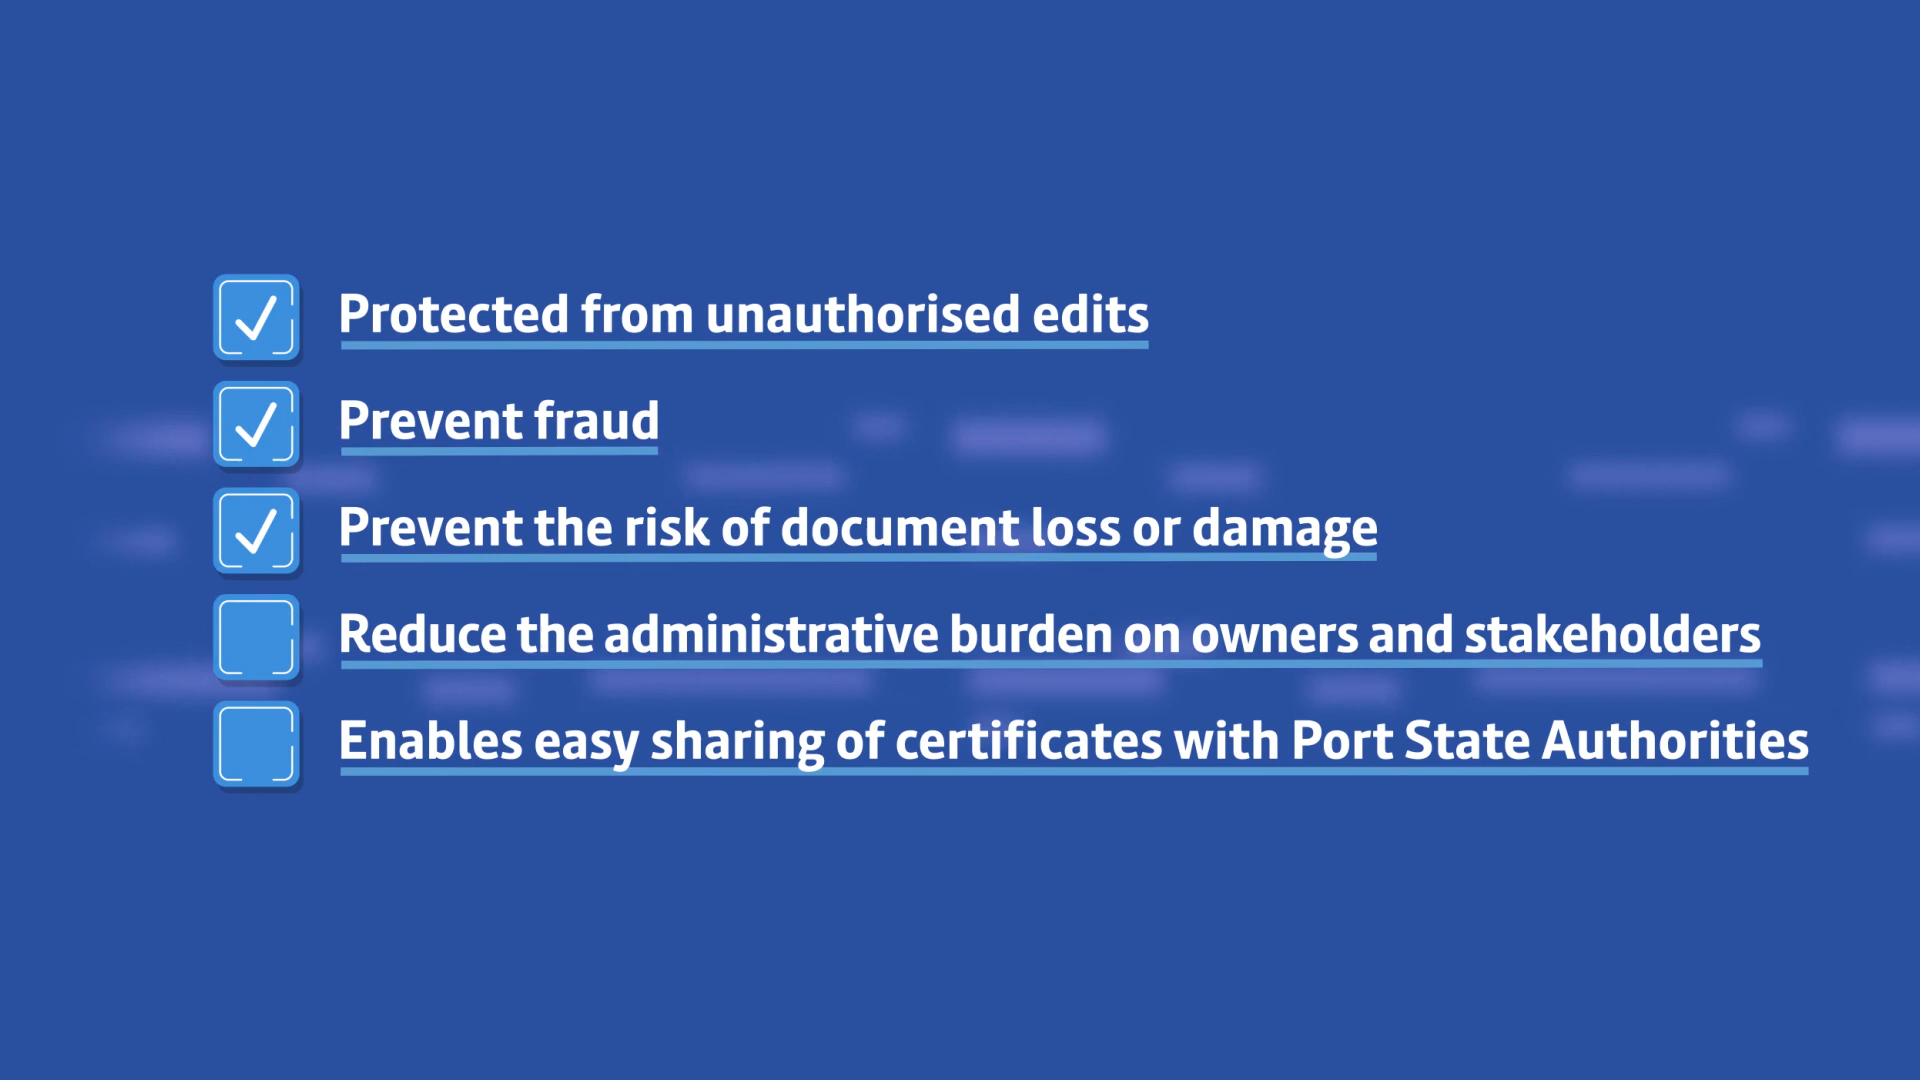 Protected from unauthorised edits
Prevent fraud
Prevent the risk of document loss or damage
Reduce the administrative burden on owners and stakeholders
Enables easy sharing of certificates with Port State Authorities